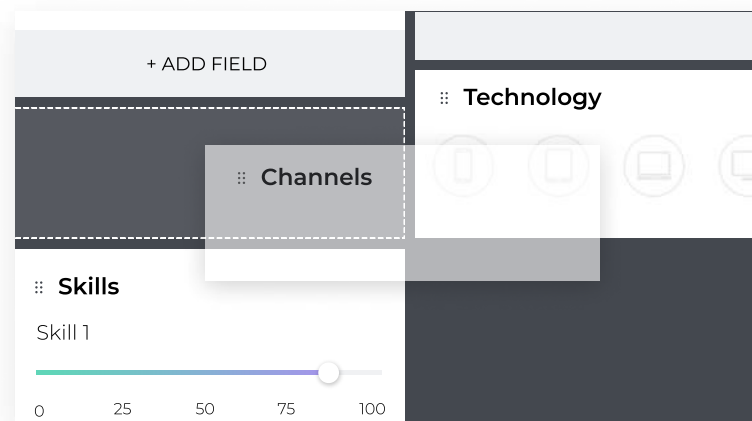 + ADD FIELD
Technology
Channels
Skills
Skill 1
0 25 50 75 100